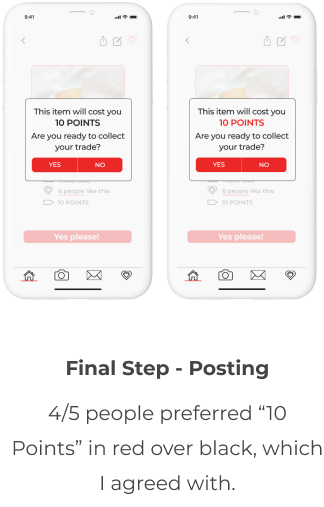 9:41
9:41
This item will cost you
10 POINTS
Are you ready to collect
your trade?
YES NO
6 people like this
10 POINTS
Yes please!
This item will cost you
10 POINTS
Are you ready to collect
your trade?
YES NO
6 people like this
10 POINTS
Yes please!
Final Step - Posting
4/5 people preferred “10
Points” in red over black, which
I agreed with.